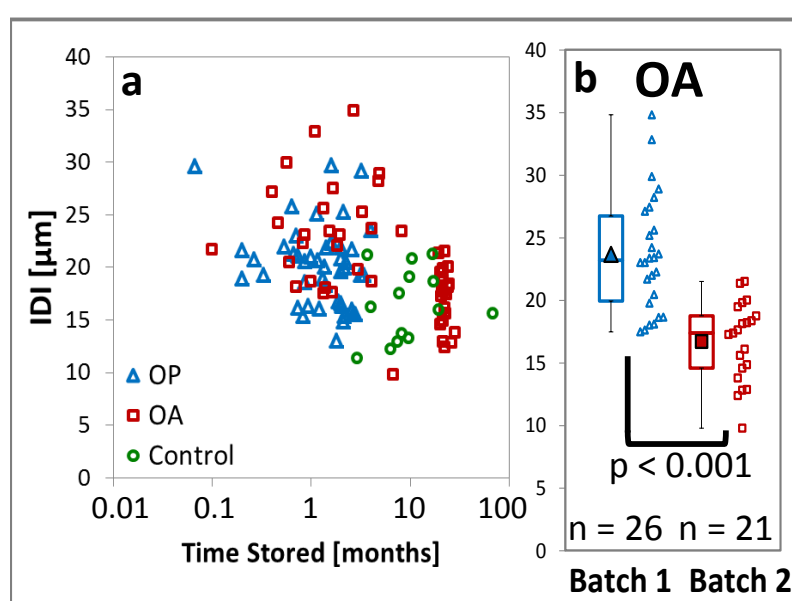 a
40
35
30
25
20
15
10
5
0
IDI [µm]
OP
OA
Control
0.01 0.1 1 10 100
Time Stored [months]
b OA
40
35
30
25
20
15
10
5
0
p < 0.001
n = 26 n = 21
Batch 1 Batch 2